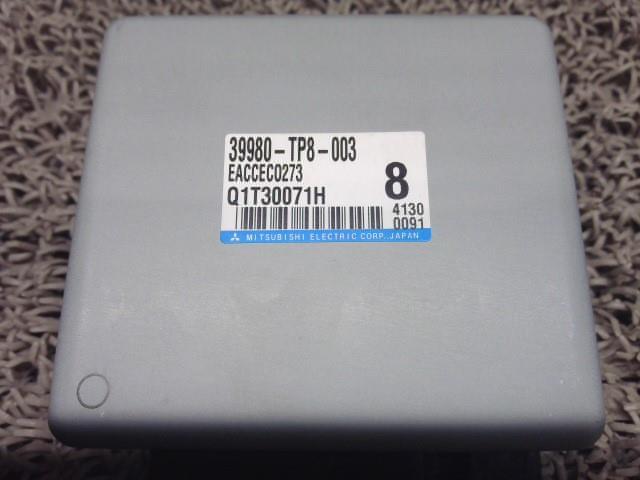 39980-TP8-003
EACCEC0273
Q1T30071H
8
4130
0091
MITSUBISHI ELECTRIC CORP., JAPAN